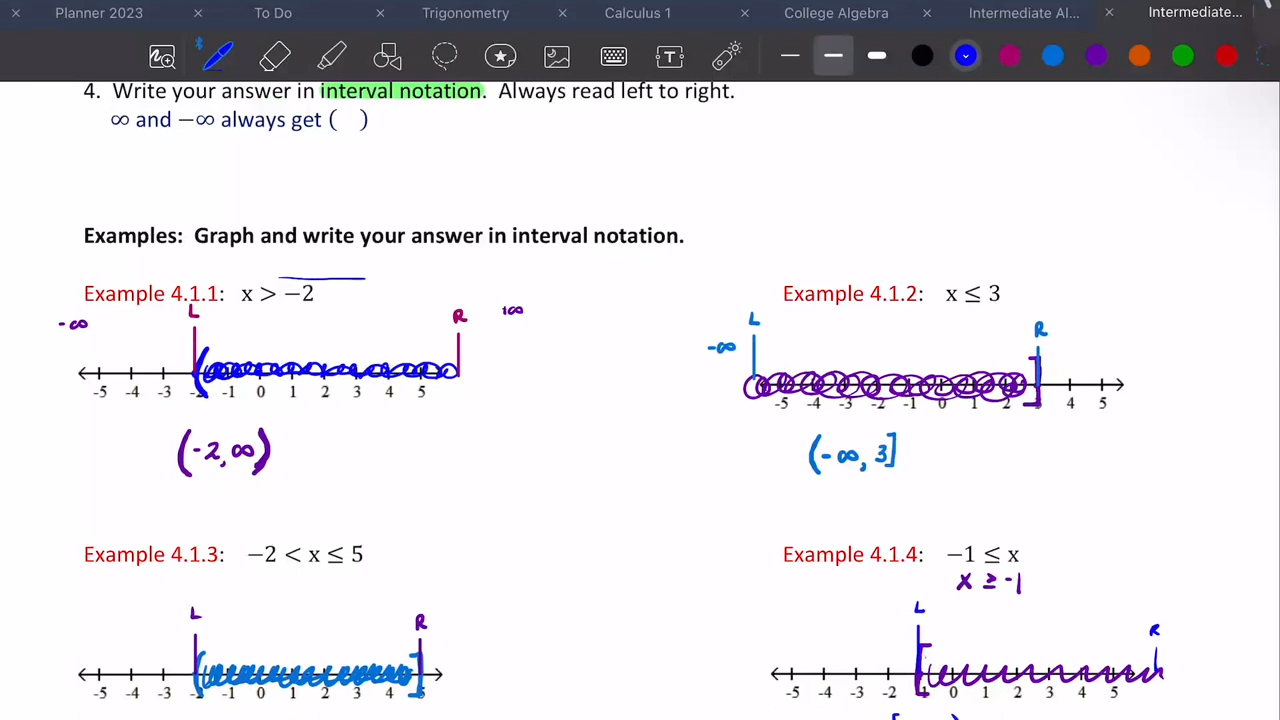 Planner 2023 To Do Trigonometry Calculus 1 College Algebra Intermediate Al... Intermediate...
4. Write your answer in interval notation. Always read left to right.
∞ and −∞ always get ( )
Examples: Graph and write your answer in interval notation.
Example 4.1.1: x > −2
L R
-∞ +∞
-5 -4 -3 -2 -1 0 1 2 3 4 5
(-2, ∞)
Example 4.1.2: x ≤ 3
L R
-∞
-5 -4 -3 -2 -1 0 1 2 3 4 5
(-∞, 3]
Example 4.1.3: −2 < x ≤ 5
L R
-5 -4 -3 -2 -1 0 1 2 3 4 5
Example 4.1.4: −1 ≤ x
x ≥ -1
L R
-5 -4 -3 -2 -1 0 1 2 3 4 5